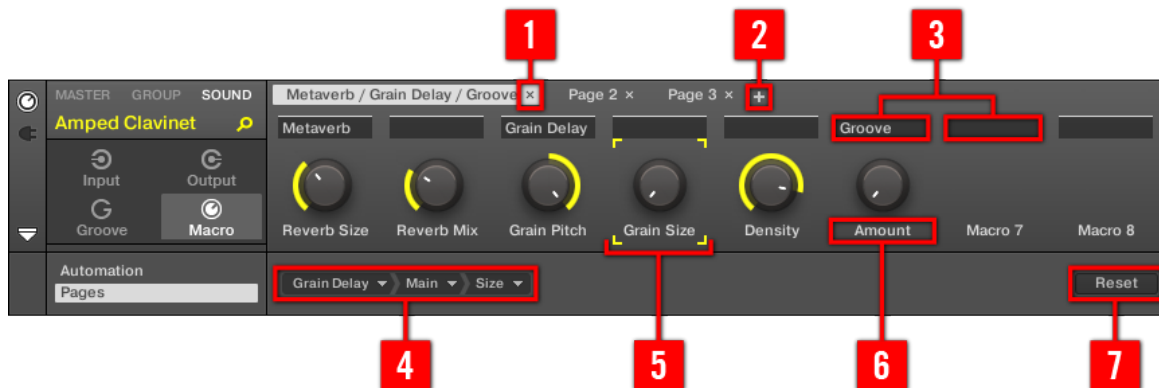 1 2 3
MASTER GROUP SOUND
Metaverb / Grain Delay / Groove × Page 2 × Page 3 × +
Amped Clavinet
Metaverb Grain Delay Groove
Input Output
Groove Macro
Reverb Size Reverb Mix Grain Pitch Grain Size Density Amount Macro 7 Macro 8
Automation
Pages
Grain Delay Main Size Reset
4 5 6 7